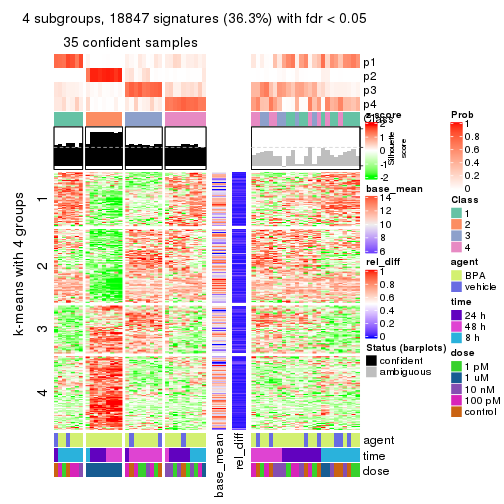 4 subgroups, 18847 signatures (36.3%) with fdr < 0.05
35 confident samples
p1
p2
p3
p4
Class
z-score
2
1
0
-1
-2
Silhouette
score
base_mean
14
12
10
8
6
rel_diff
1
0.8
0.6
0.4
0.2
0
Status (barplots)
confident
ambiguous
Prob
1
0.8
0.6
0.4
0.2
0
Class
1
2
3
4
agent
BPA
vehicle
time
24 h
48 h
8 h
dose
1 pM
1 uM
10 nM
100 pM
control
k-means with 4 groups
1
2
3
4
agent
time
dose
base_mean
rel_diff